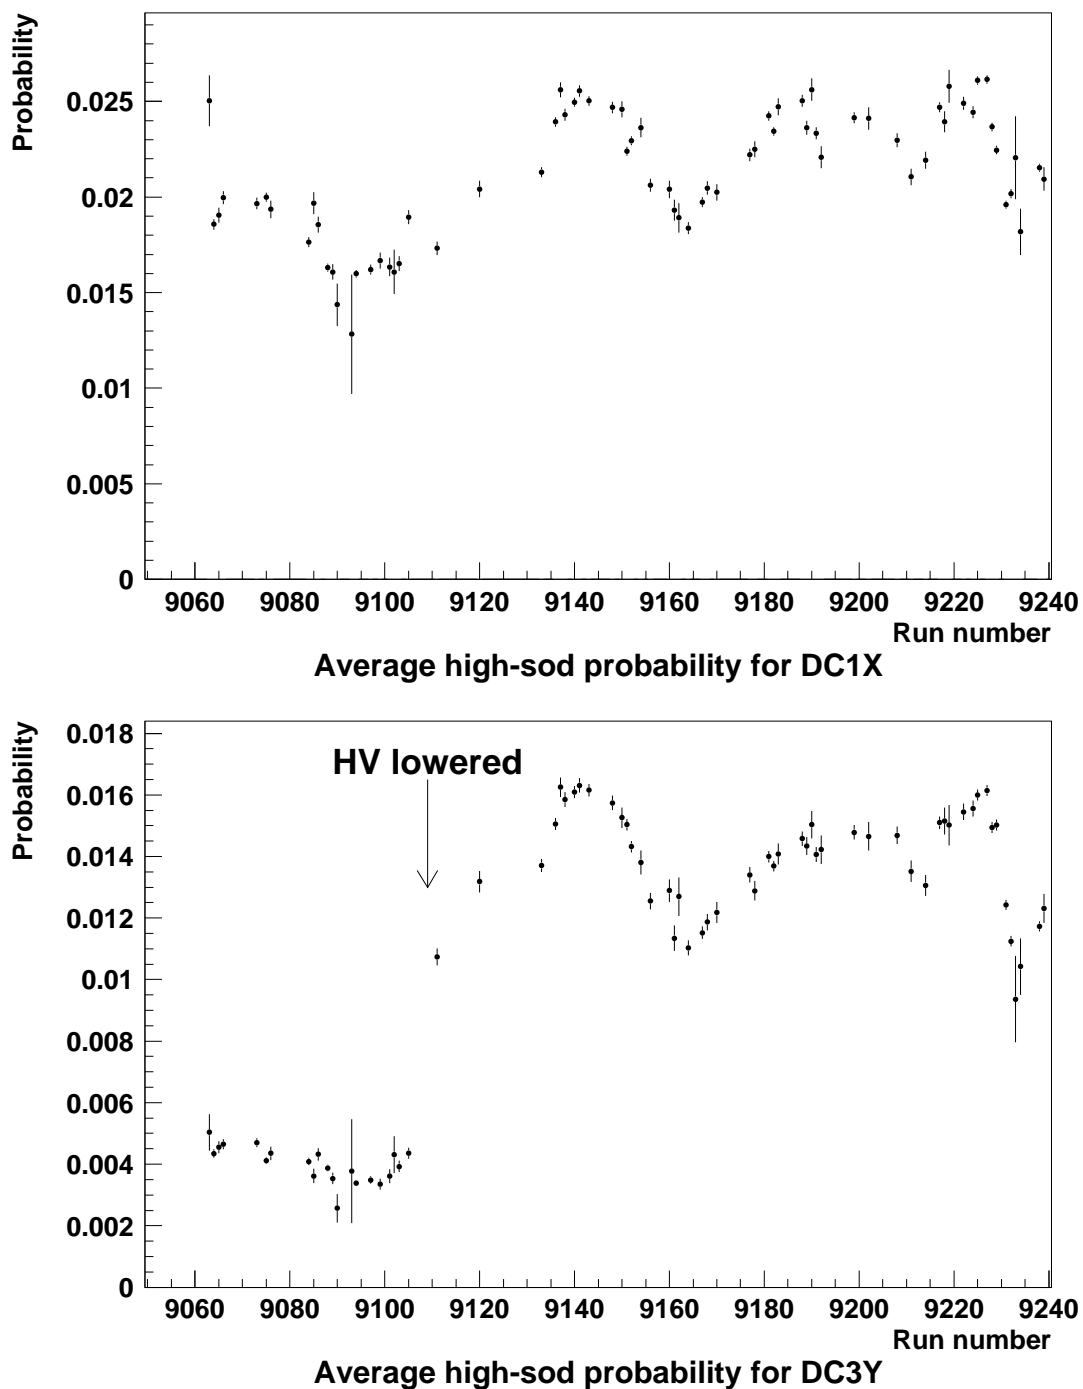 Probability
0.025
0.02
0.015
0.01
0.005
0
9060 9080 9100 9120 9140 9160 9180 9200 9220 9240
Run number
Average high-sod probability for DC1X
Probability
0.018
HV lowered
0.016
0.014
0.012
0.01
0.008
0.006
0.004
0.002
0
9060 9080 9100 9120 9140 9160 9180 9200 9220 9240
Run number
Average high-sod probability for DC3Y